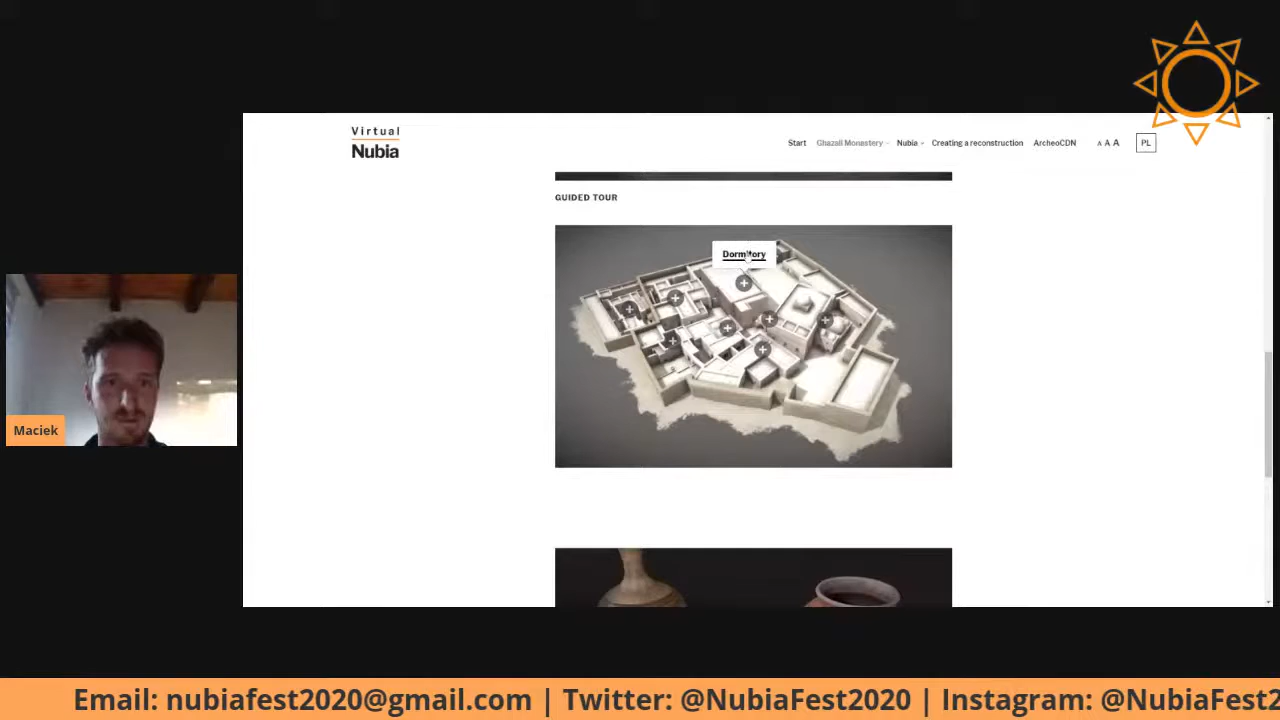 Virtual
Nubia
Start Ghazali Monastery Nubia Creating a reconstruction ArcheoCDN A A A PL
GUIDED TOUR
Dormitory
Maciek
Email: nubiafest2020@gmail.com | Twitter: @NubiaFest2020 | Instagram: @NubiaFest2